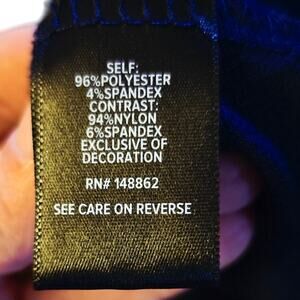 SELF:
96%POLYESTER
4%SPANDEX
CONTRAST:
94%NYLON
6%SPANDEX
EXCLUSIVE OF
DECORATION
RN# 148862
SEE CARE ON REVERSE